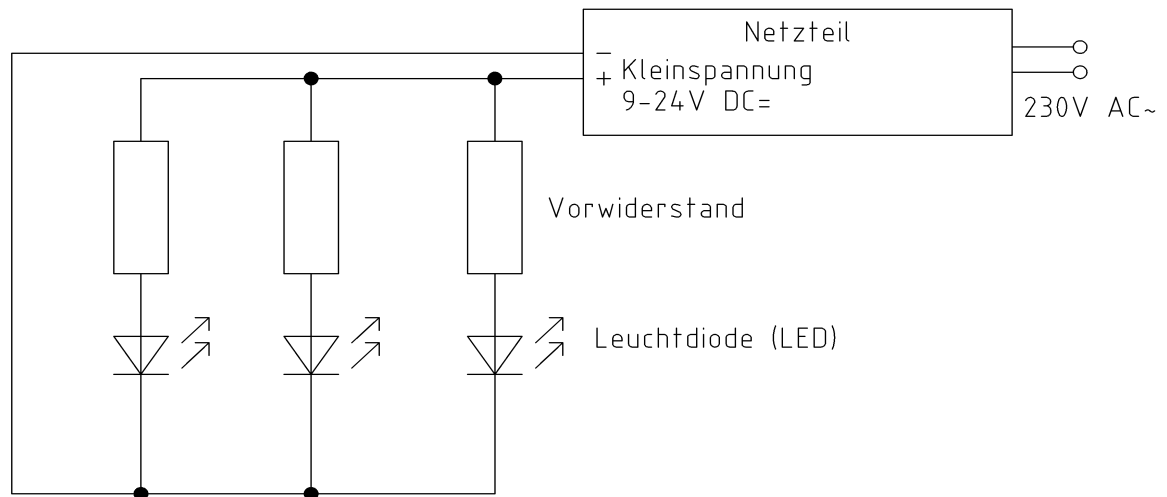 Netzteil
−
+ Kleinspannung
9-24V DC=
230V AC~
Vorwiderstand
Leuchtdiode (LED)